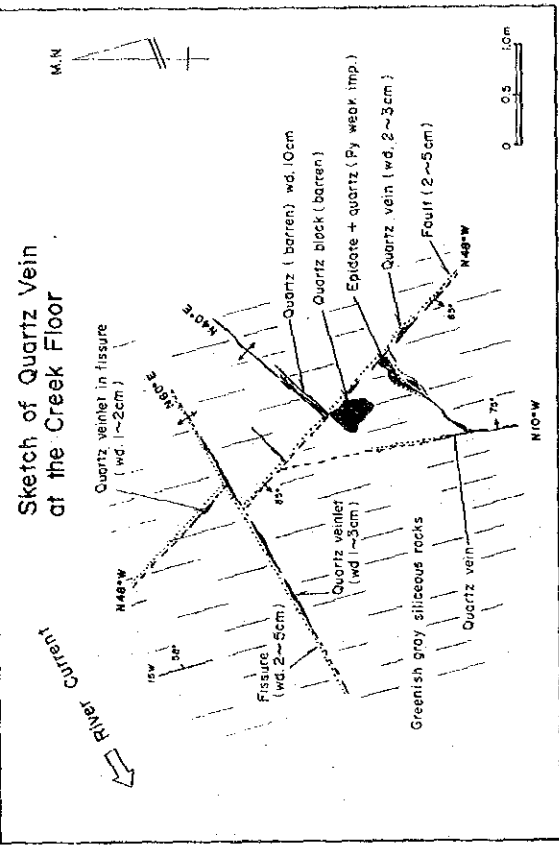 Sketch of Quartz Vein
at the Creek Floor
M.N
River Current
Quartz veinlet in fissure
(wd. 1~2cm)
N60°E
N40°E
N48°W
15W
58°
Quartz (barren) wd. 10cm
Quartz block (barren)
Epidate + quartz (Py weak imp.)
Quartz vein (wd. 2~3cm)
Fault (2~5cm)
Fissure
(wd. 2~5cm)
Quartz veinlet
(wd 1~3cm)
85°
65°
N48°W
75°
N10°W
Greenish gray siliceous rocks
Quartz vein
0 0.5 1.0m